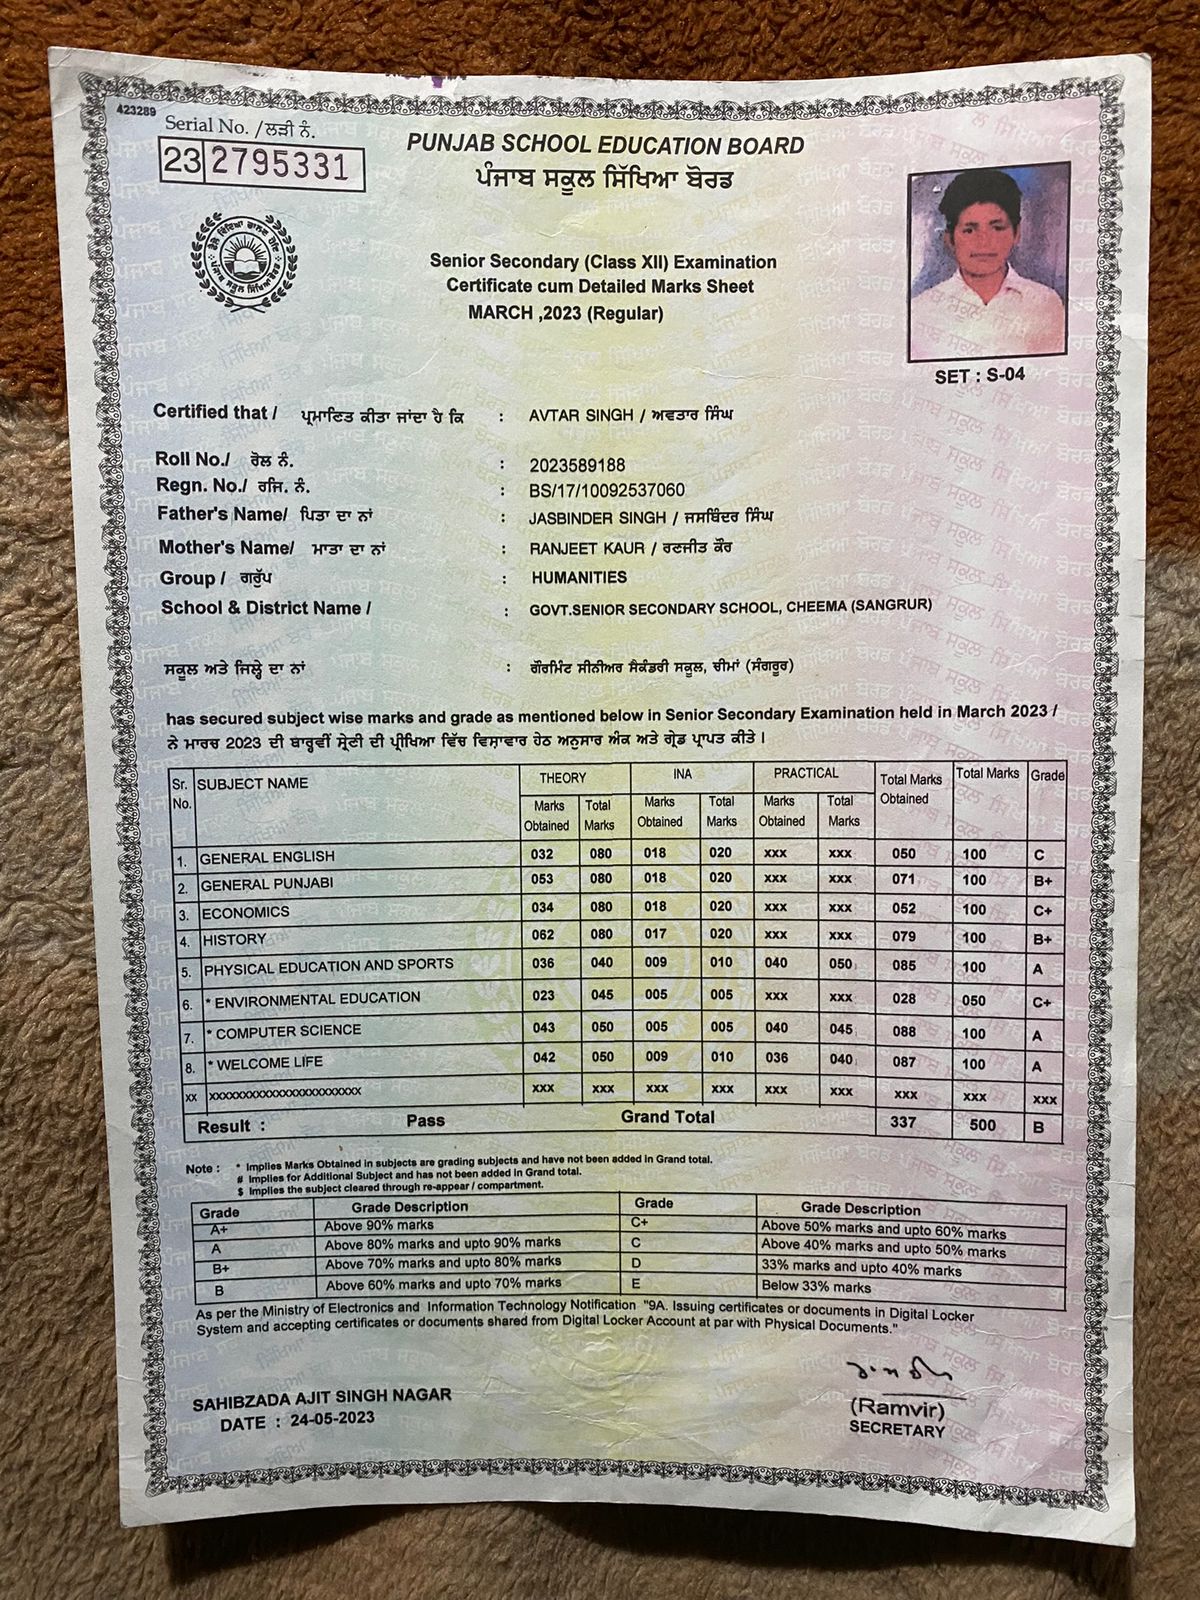 423289
Serial No. /ਲੜੀ ਨੰ.
23 2795331
PUNJAB SCHOOL EDUCATION BOARD
ਪੰਜਾਬ ਸਕੂਲ ਸਿੱਖਿਆ ਬੋਰਡ
Senior Secondary (Class XII) Examination
Certificate cum Detailed Marks Sheet
MARCH ,2023 (Regular)
SET : S-04
Certified that / ਪ੍ਰਮਾਣਿਤ ਕੀਤਾ ਜਾਂਦਾ ਹੈ ਕਿ : AVTAR SINGH / ਅਵਤਾਰ ਸਿੰਘ
Roll No./ ਰੋਲ ਨੰ. : 2023589188
Regn. No./ ਰਜਿ. ਨੰ. : BS/17/10092537060
Father's Name/ ਪਿਤਾ ਦਾ ਨਾਂ : JASBINDER SINGH / ਜਸਬਿੰਦਰ ਸਿੰਘ
Mother's Name/ ਮਾਤਾ ਦਾ ਨਾਂ : RANJEET KAUR / ਰਣਜੀਤ ਕੌਰ
Group / ਗਰੁੱਪ : HUMANITIES
School & District Name / : GOVT.SENIOR SECONDARY SCHOOL, CHEEMA (SANGRUR)
ਸਕੂਲ ਅਤੇ ਜਿਲ੍ਹੇ ਦਾ ਨਾਂ : ਗੌਰਮਿੰਟ ਸੀਨੀਅਰ ਸੈਕੰਡਰੀ ਸਕੂਲ, ਚੀਮਾਂ (ਸੰਗਰੂਰ)
has secured subject wise marks and grade as mentioned below in Senior Secondary Examination held in March 2023 /
ਨੇ ਮਾਰਚ 2023 ਦੀ ਬਾਰ੍ਹਵੀਂ ਸ਼੍ਰੇਣੀ ਦੀ ਪ੍ਰੀਖਿਆ ਵਿੱਚ ਵਿਸ਼ਾਵਾਰ ਹੇਠ ਅਨੁਸਾਰ ਅੰਕ ਅਤੇ ਗ੍ਰੇਡ ਪ੍ਰਾਪਤ ਕੀਤੇ ।
Sr. No. SUBJECT NAME THEORY INA PRACTICAL Total Marks Obtained Total Marks Grade
Marks Obtained Total Marks Marks Obtained Total Marks Marks Obtained Total Marks
1. GENERAL ENGLISH 032 080 018 020 xxx xxx 050 100 C
2. GENERAL PUNJABI 053 080 018 020 xxx xxx 071 100 B+
3. ECONOMICS 034 080 018 020 xxx xxx 052 100 C+
4. HISTORY 062 080 017 020 xxx xxx 079 100 B+
5. PHYSICAL EDUCATION AND SPORTS 036 040 009 010 040 050 085 100 A
6. * ENVIRONMENTAL EDUCATION 023 045 005 005 xxx xxx 028 050 C+
7. * COMPUTER SCIENCE 043 050 005 005 040 045 088 100 A
8. * WELCOME LIFE 042 050 009 010 036 040 087 100 A
xx xxxxxxxxxxxxxxxxxxxxxxx xxx xxx xxx xxx xxx xxx xxx xxx xxx
Result : Pass Grand Total 337 500 B
Note : * Implies Marks Obtained in subjects are grading subjects and have not been added in Grand total.
# Implies for Additional Subject and has not been added in Grand total.
$ Implies the subject cleared through re-appear / compartment.
Grade Grade Description Grade Grade Description
A+ Above 90% marks C+ Above 50% marks and upto 60% marks
A Above 80% marks and upto 90% marks C Above 40% marks and upto 50% marks
B+ Above 70% marks and upto 80% marks D 33% marks and upto 40% marks
B Above 60% marks and upto 70% marks E Below 33% marks
As per the Ministry of Electronics and Information Technology Notification "9A. Issuing certificates or documents in Digital Locker
System and accepting certificates or documents shared from Digital Locker Account at par with Physical Documents."
SAHIBZADA AJIT SINGH NAGAR
DATE : 24-05-2023
(Ramvir)
SECRETARY